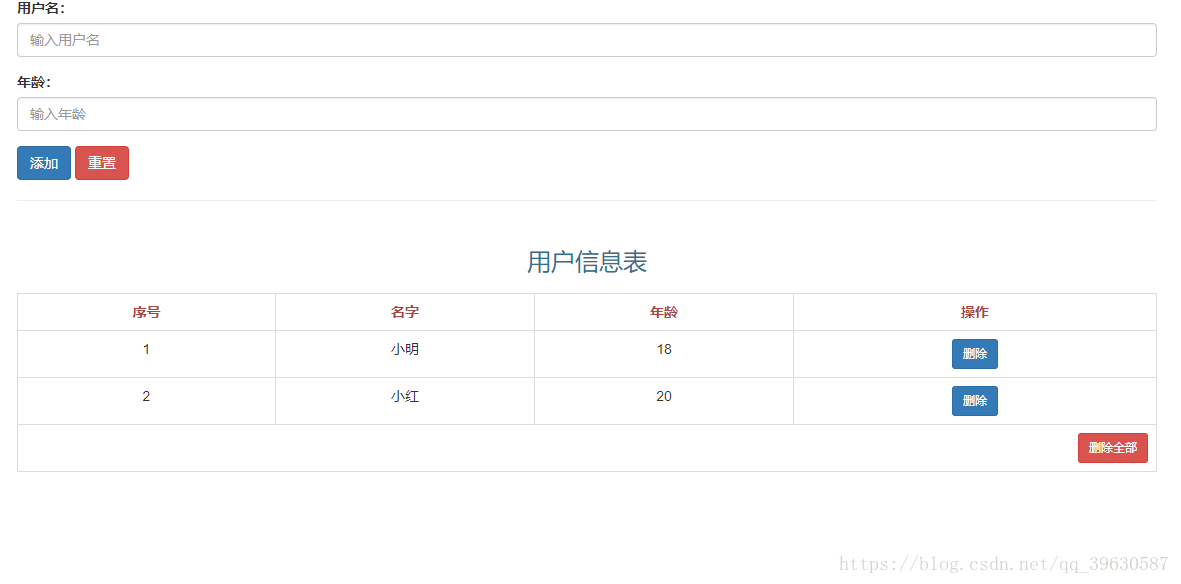 用户名:
输入用户名
年龄:
输入年龄
添加 重置
用户信息表
序号 名字 年龄 操作
1 小明 18 删除
2 小红 20 删除
删除全部
https://blog.csdn.net/qq_39630587